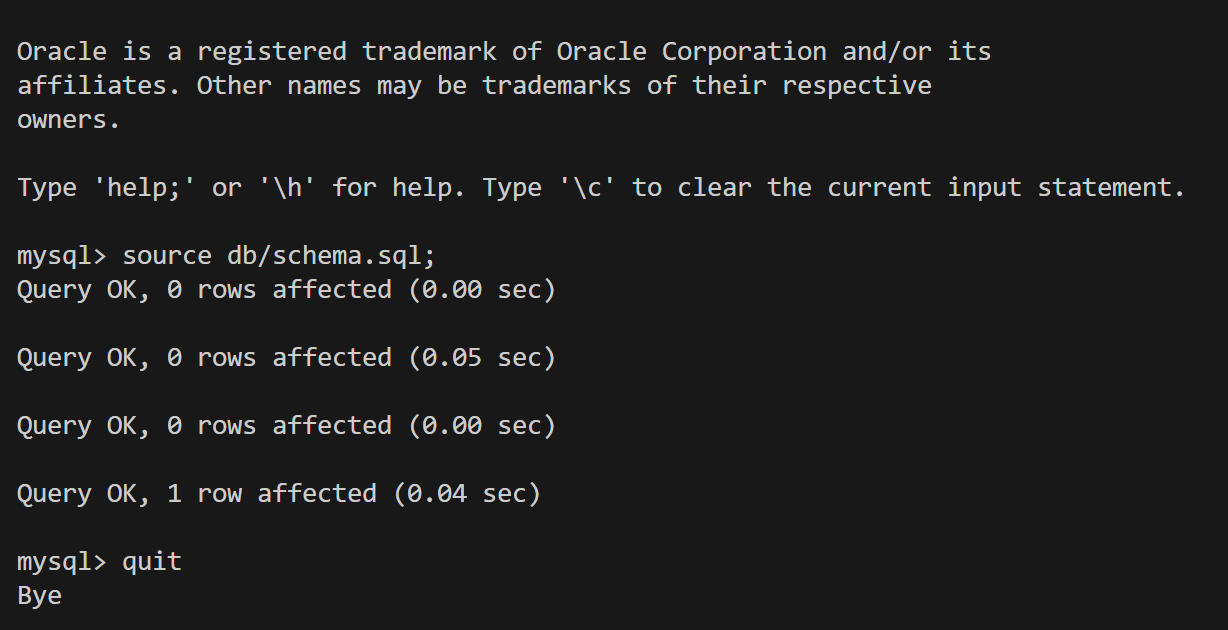 Oracle is a registered trademark of Oracle Corporation and/or its
affiliates. Other names may be trademarks of their respective
owners.
Type 'help;' or '\h' for help. Type '\c' to clear the current input statement.
mysql> source db/schema.sql;
Query OK, 0 rows affected (0.00 sec)
Query OK, 0 rows affected (0.05 sec)
Query OK, 0 rows affected (0.00 sec)
Query OK, 1 row affected (0.04 sec)
mysql> quit
Bye